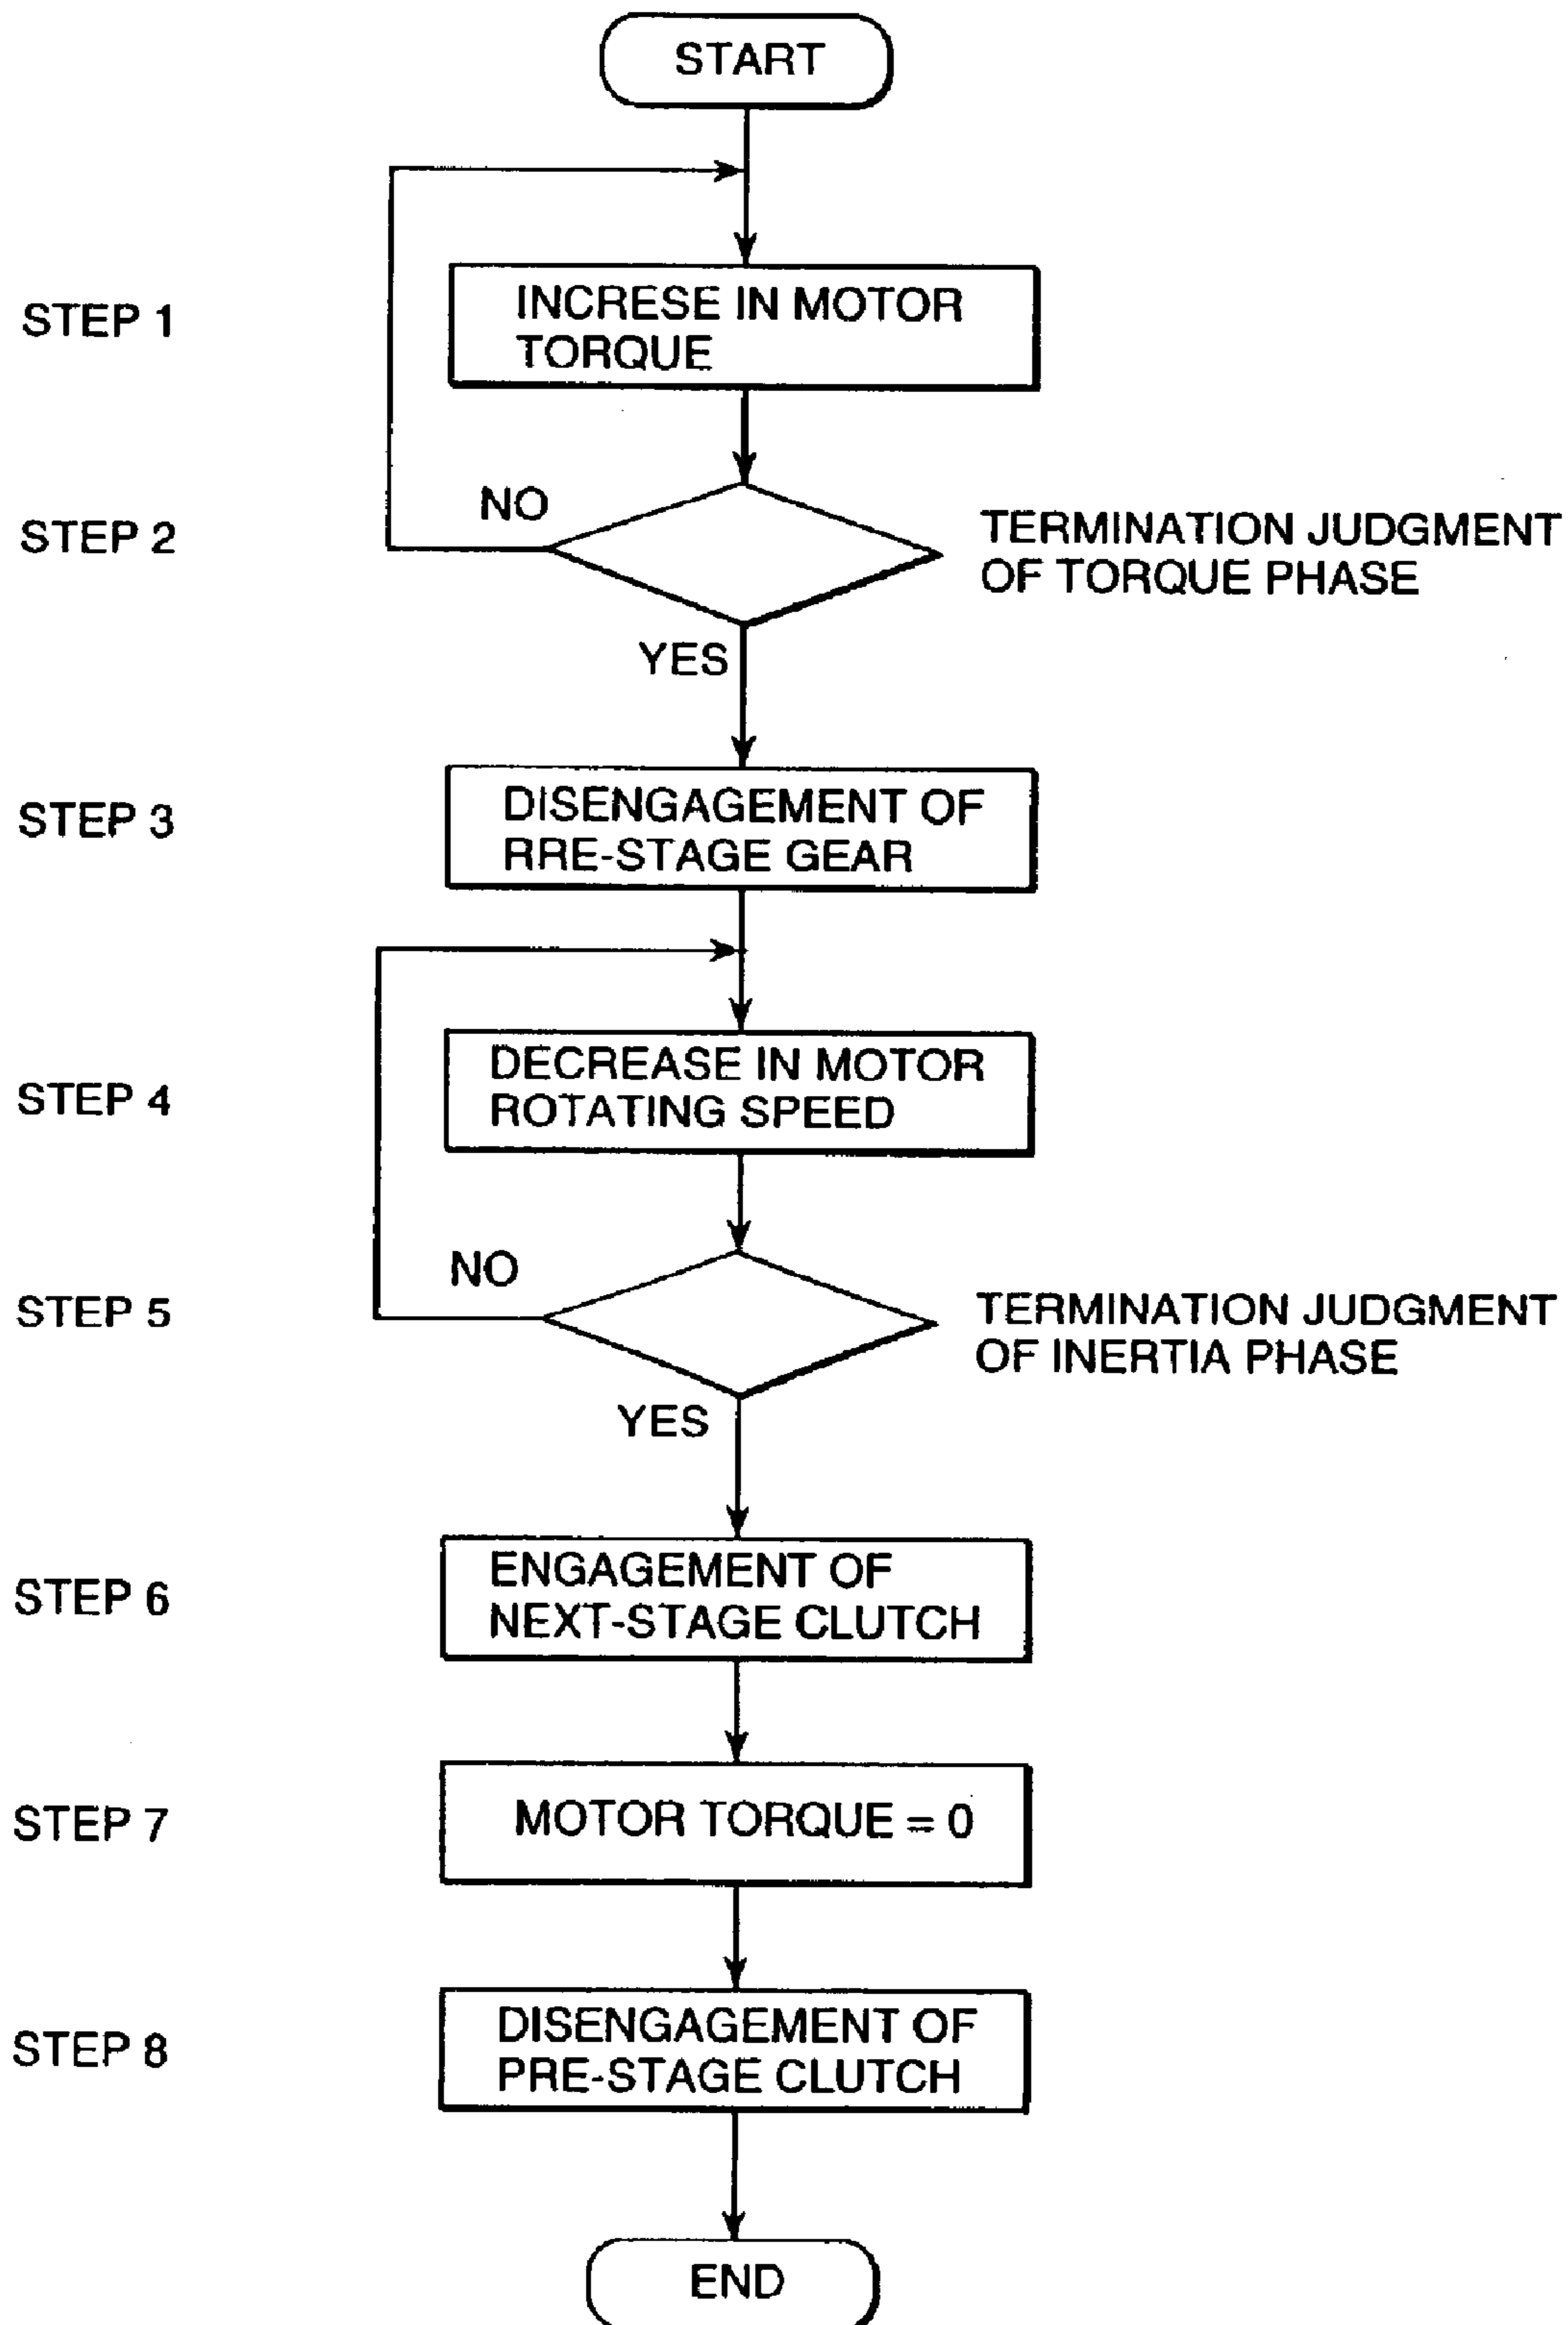 START
STEP 1
INCRESE IN MOTOR
TORQUE
STEP 2
NO
TERMINATION JUDGMENT
OF TORQUE PHASE
YES
STEP 3
DISENGAGEMENT OF
RRE-STAGE GEAR
STEP 4
DECREASE IN MOTOR
ROTATING SPEED
STEP 5
NO
TERMINATION JUDGMENT
OF INERTIA PHASE
YES
STEP 6
ENGAGEMENT OF
NEXT-STAGE CLUTCH
STEP 7
MOTOR TORQUE = 0
STEP 8
DISENGAGEMENT OF
PRE-STAGE CLUTCH
END